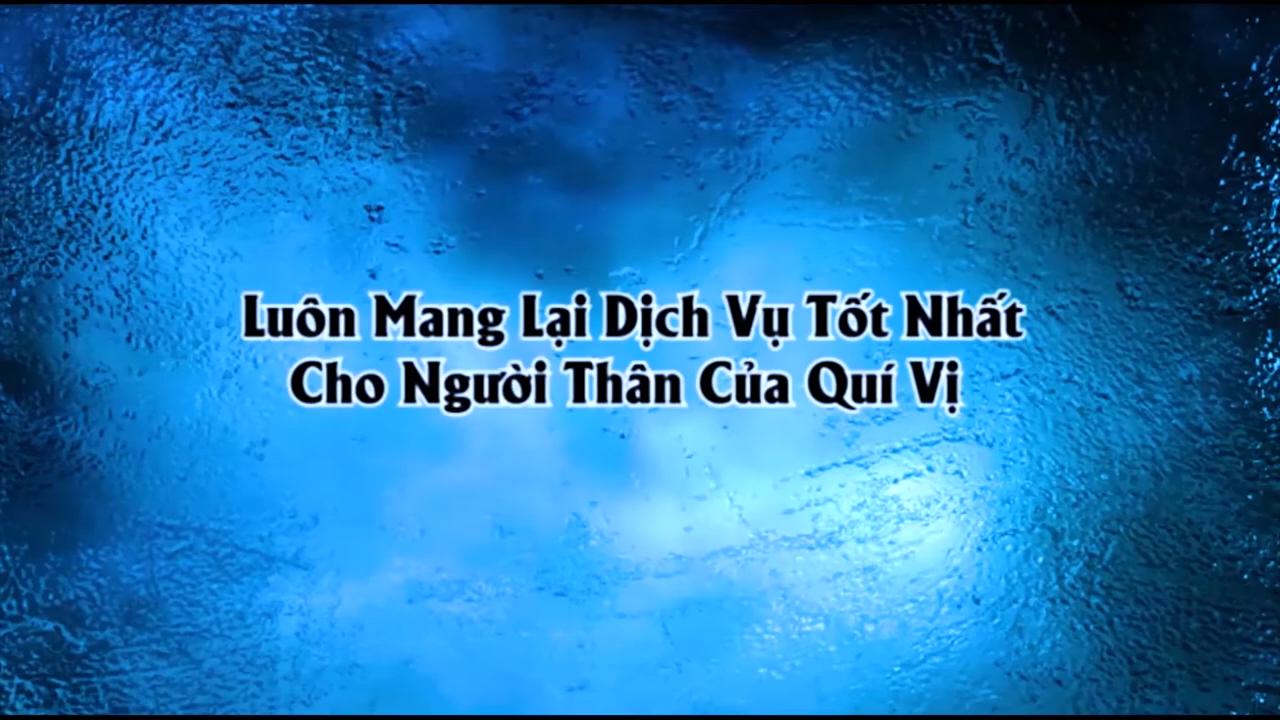 Luôn Mang Lại Dịch Vụ Tốt Nhất
Cho Người Thân Của Quí Vị